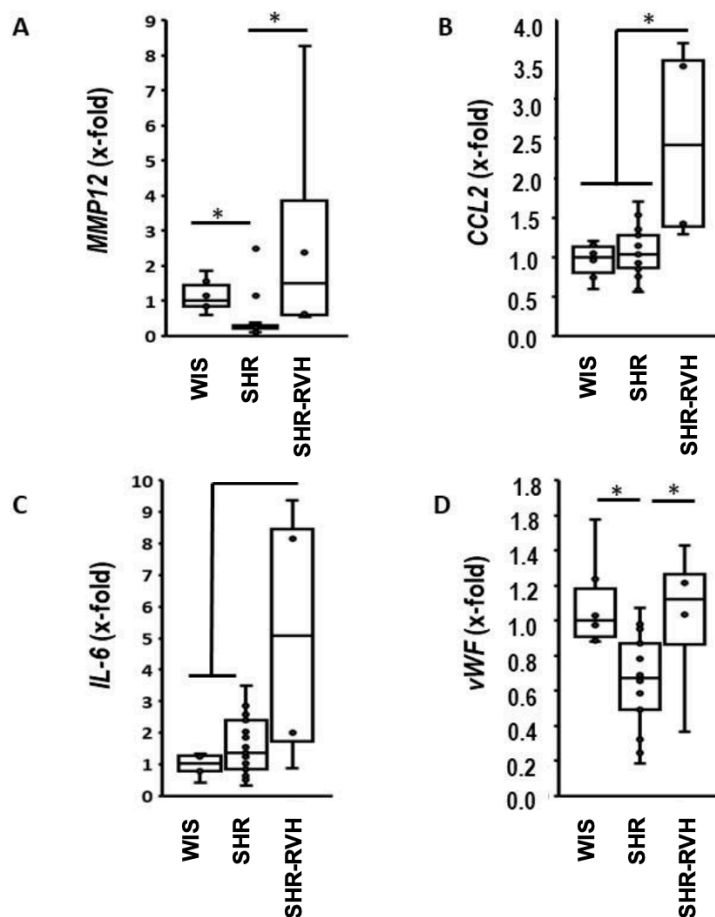 A
MMP12 (x-fold)
9
8
7
6
5
4
3
2
1
0
*
*
WIS
SHR
SHR-RVH
B
CCL2 (x-fold)
4.0
3.5
3.0
2.5
2.0
1.5
1.0
0.5
0.0
*
WIS
SHR
SHR-RVH
C
IL-6 (x-fold)
10
9
8
7
6
5
4
3
2
1
0
WIS
SHR
SHR-RVH
D
vWF (x-fold)
1.8
1.8
1.4
1.2
1.0
0.8
0.6
0.4
0.2
0.0
*
*
WIS
SHR
SHR-RVH